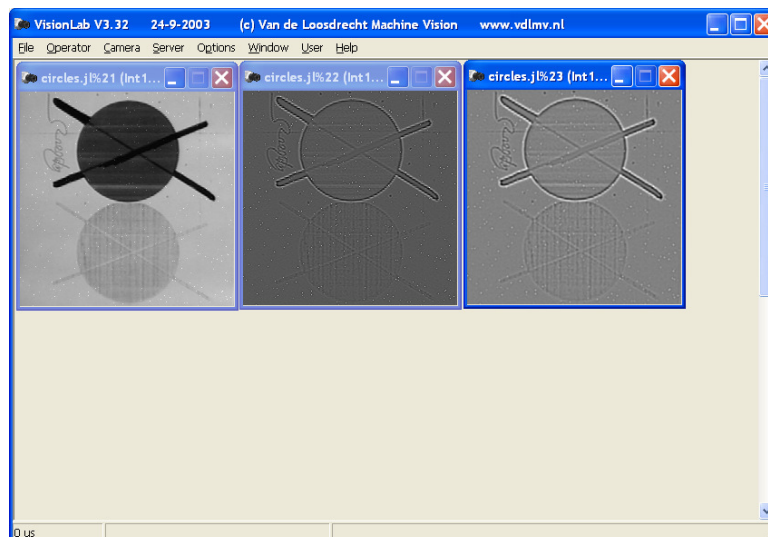 VisionLab V3.32 24-9-2003 (c) Van de Loosdrecht Machine Vision www.vdlmv.nl
File Operator Camera Server Options Window User Help
circles.jl%21 (Int1... circles.jl%22 (Int1... circles.jl%23 (Int1...
0 us